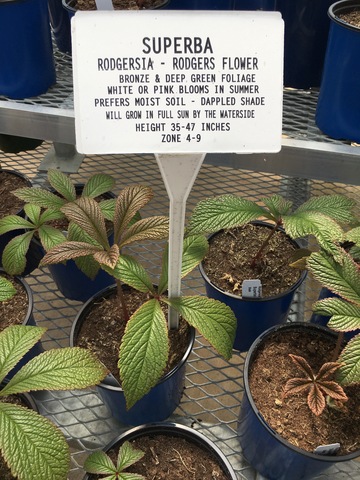 SUPERBA
RODGERSIA - RODGERS FLOWER
BRONZE & DEEP GREEN FOLIAGE
WHITE OR PINK BLOOMS IN SUMMER
PREFERS MOIST SOIL - DAPPLED SHADE
WILL GROW IN FULL SUN BY THE WATERSIDE
HEIGHT 35-47 INCHES
ZONE 4-9